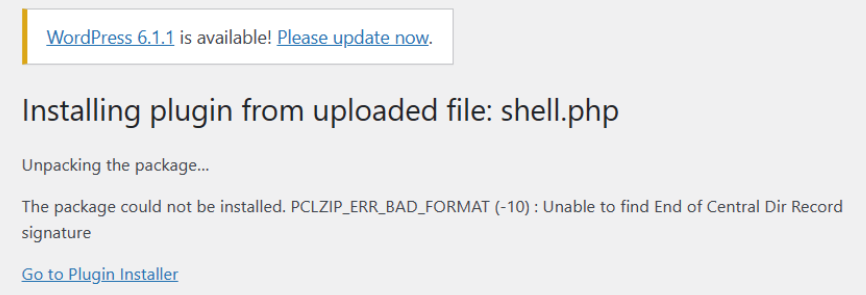 WordPress 6.1.1 is available! Please update now.
Installing plugin from uploaded file: shell.php
Unpacking the package...
The package could not be installed. PCLZIP_ERR_BAD_FORMAT (-10) : Unable to find End of Central Dir Record
signature
Go to Plugin Installer